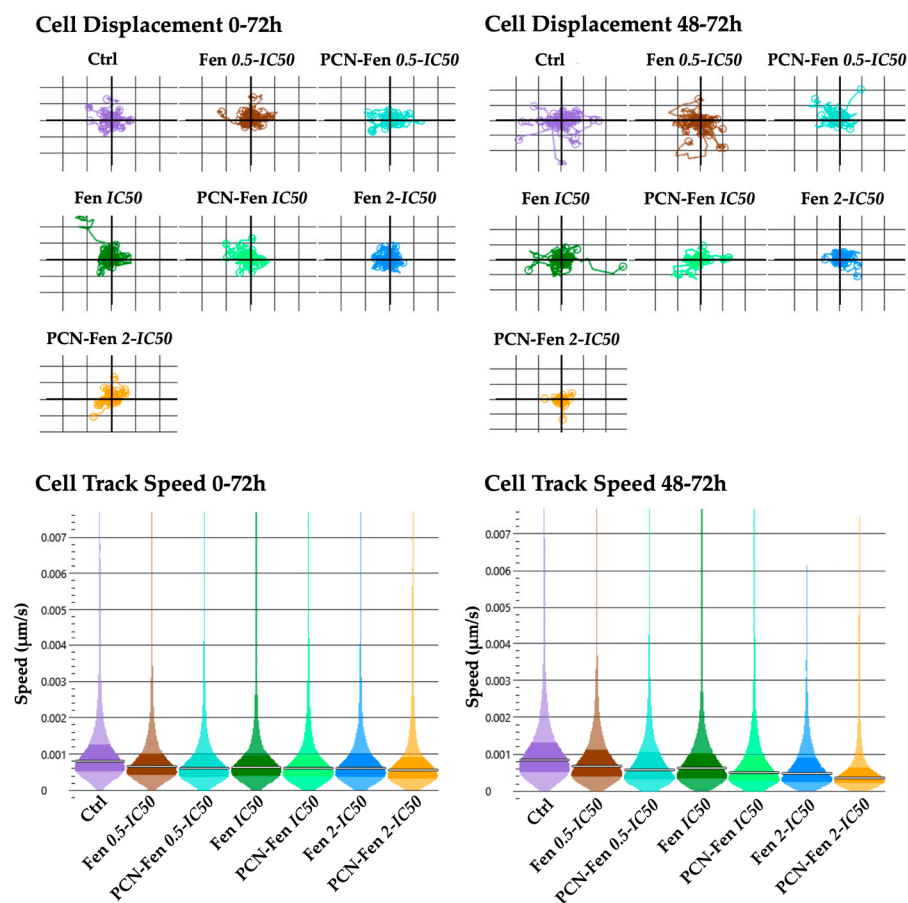 Cell Displacement 0-72h
Ctrl
Fen 0.5-IC50
PCN-Fen 0.5-IC50
Fen IC50
PCN-Fen IC50
Fen 2-IC50
PCN-Fen 2-IC50
Cell Displacement 48-72h
Ctrl
Fen 0.5-IC50
PCN-Fen 0.5-IC50
Fen IC50
PCN-Fen IC50
Fen 2-IC50
PCN-Fen 2-IC50
Cell Track Speed 0-72h
Speed (µm/s)
0.007
0.006
0.005
0.004
0.003
0.002
0.001
0
Ctrl
Fen 0.5-IC50
PCN-Fen 0.5-IC50
Fen IC50
PCN-Fen IC50
Fen 2-IC50
PCN-Fen 2-IC50
Cell Track Speed 48-72h
Speed (µm/s)
0.007
0.006
0.005
0.004
0.003
0.002
0.001
0
Ctrl
Fen 0.5-IC50
PCN-Fen 0.5-IC50
Fen IC50
PCN-Fen IC50
Fen 2-IC50
PCN-Fen 2-IC50